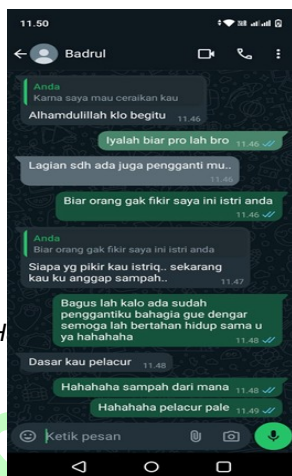 11.50
Badrul
Anda
Karna saya mau ceraikan kau
Alhamdulillah klo begitu 11.46
Iyalah biar pro lah bro 11.46
Lagian sdh ada juga pengganti mu..
11.46
Biar orang gak fikir saya ini istri anda
11.46
Anda
Biar orang gak fikir saya ini istri anda
Siapa yg pikir kau istriq.. sekarang
kau ku anggap sampah.. 11.47
Bagus lah kalo ada sudah
penggantiku bahagia gue dengar
semoga lah bertahan hidup sama u
ya hahahaha 11.48
Dasar kau pelacur 11.48
Hahahaha sampah dari mana 11.48
Hahahaha pelacur pale 11.49
Ketik pesan